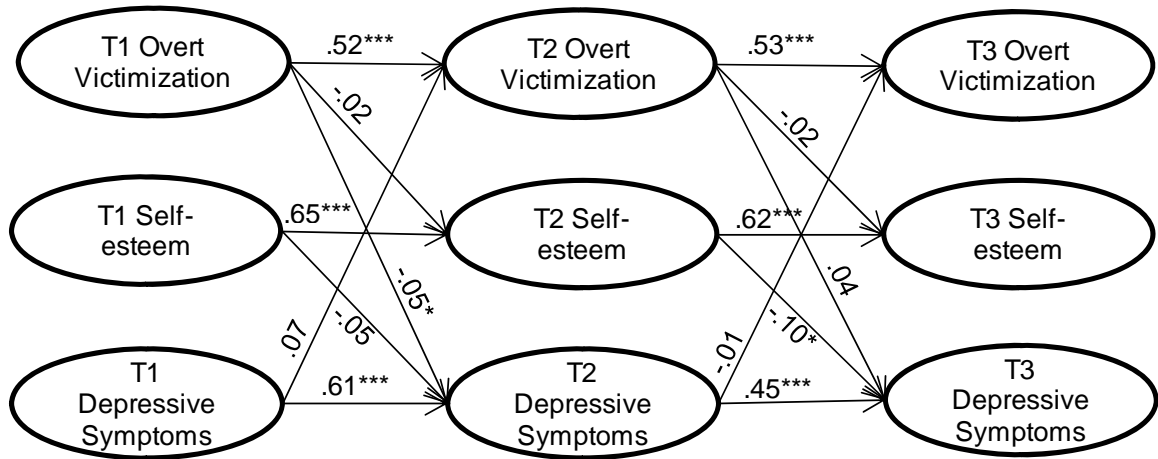 T1 Overt
Victimization
.52***
T2 Overt
Victimization
.53***
T3 Overt
Victimization
-.02
-.02
T1 Self-
esteem
.65***
T2 Self-
esteem
.62***
T3 Self-
esteem
-.05*
.04
-.05
-.10*
.07
-.01
T1
Depressive
Symptoms
.61***
T2
Depressive
Symptoms
.45***
T3
Depressive
Symptoms